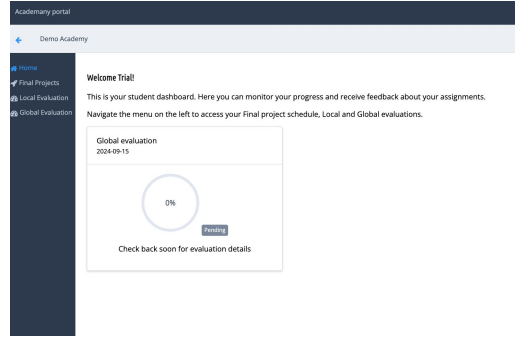 Academany portal
Demo Academy
Home
Final Projects
Local Evaluation
Global Evaluation
Welcome Trial!
This is your student dashboard. Here you can monitor your progress and receive feedback about your assignments.
Navigate the menu on the left to access your Final project schedule, Local and Global evaluations.
Global evaluation
2024-09-15
0%
Pending
Check back soon for evaluation details